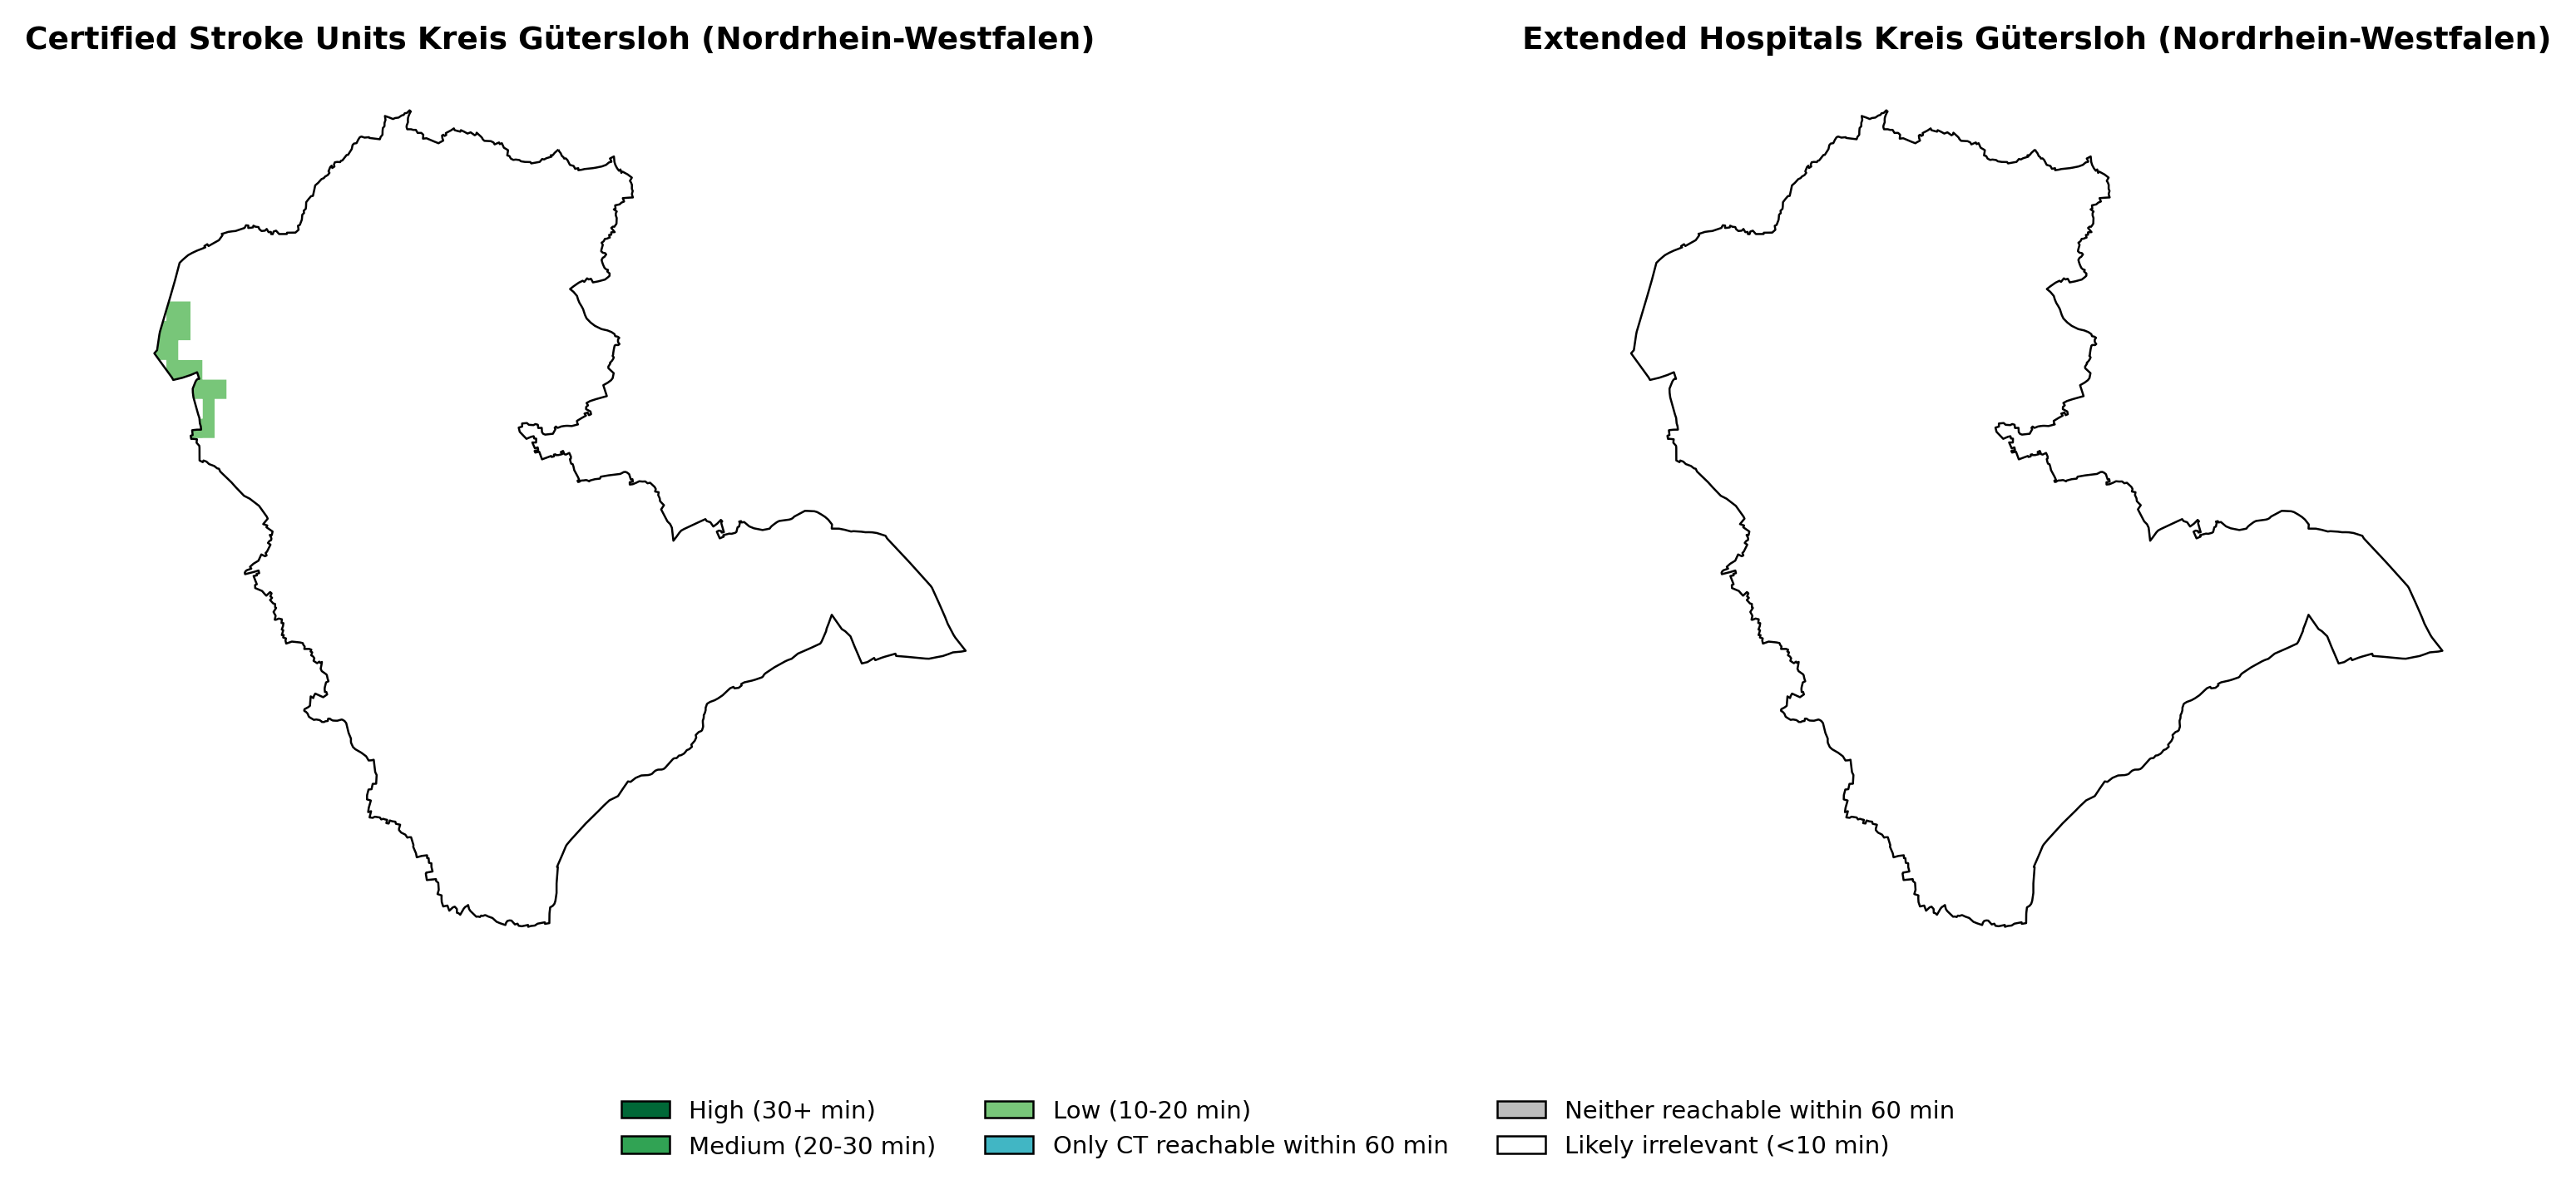 Certified Stroke Units Kreis Gütersloh (Nordrhein-Westfalen)
Extended Hospitals Kreis Gütersloh (Nordrhein-Westfalen)
High (30+ min)
Medium (20-30 min)
Low (10-20 min)
Only CT reachable within 60 min
Neither reachable within 60 min
Likely irrelevant (<10 min)